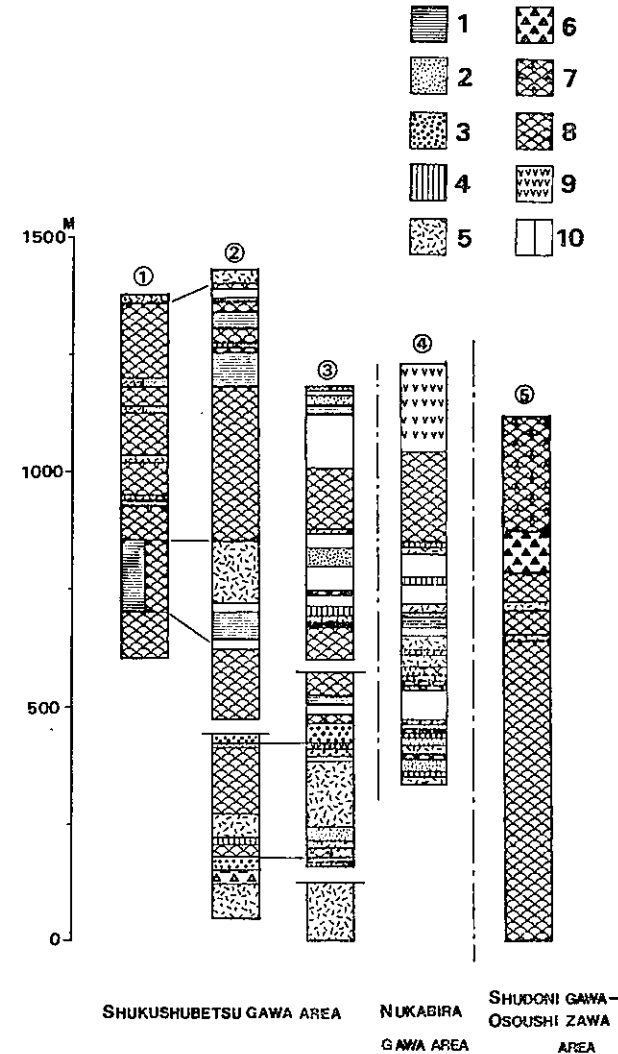 1 6
2 7
3 8
4 9
5 10
M
1500
①
②
③
④
⑤
1000
500
0
SHUKUSHUBETSU GAWA AREA
NUKABIRA
GAWA AREA
SHUDONI GAWA–
OSOUSHI ZAWA
AREA